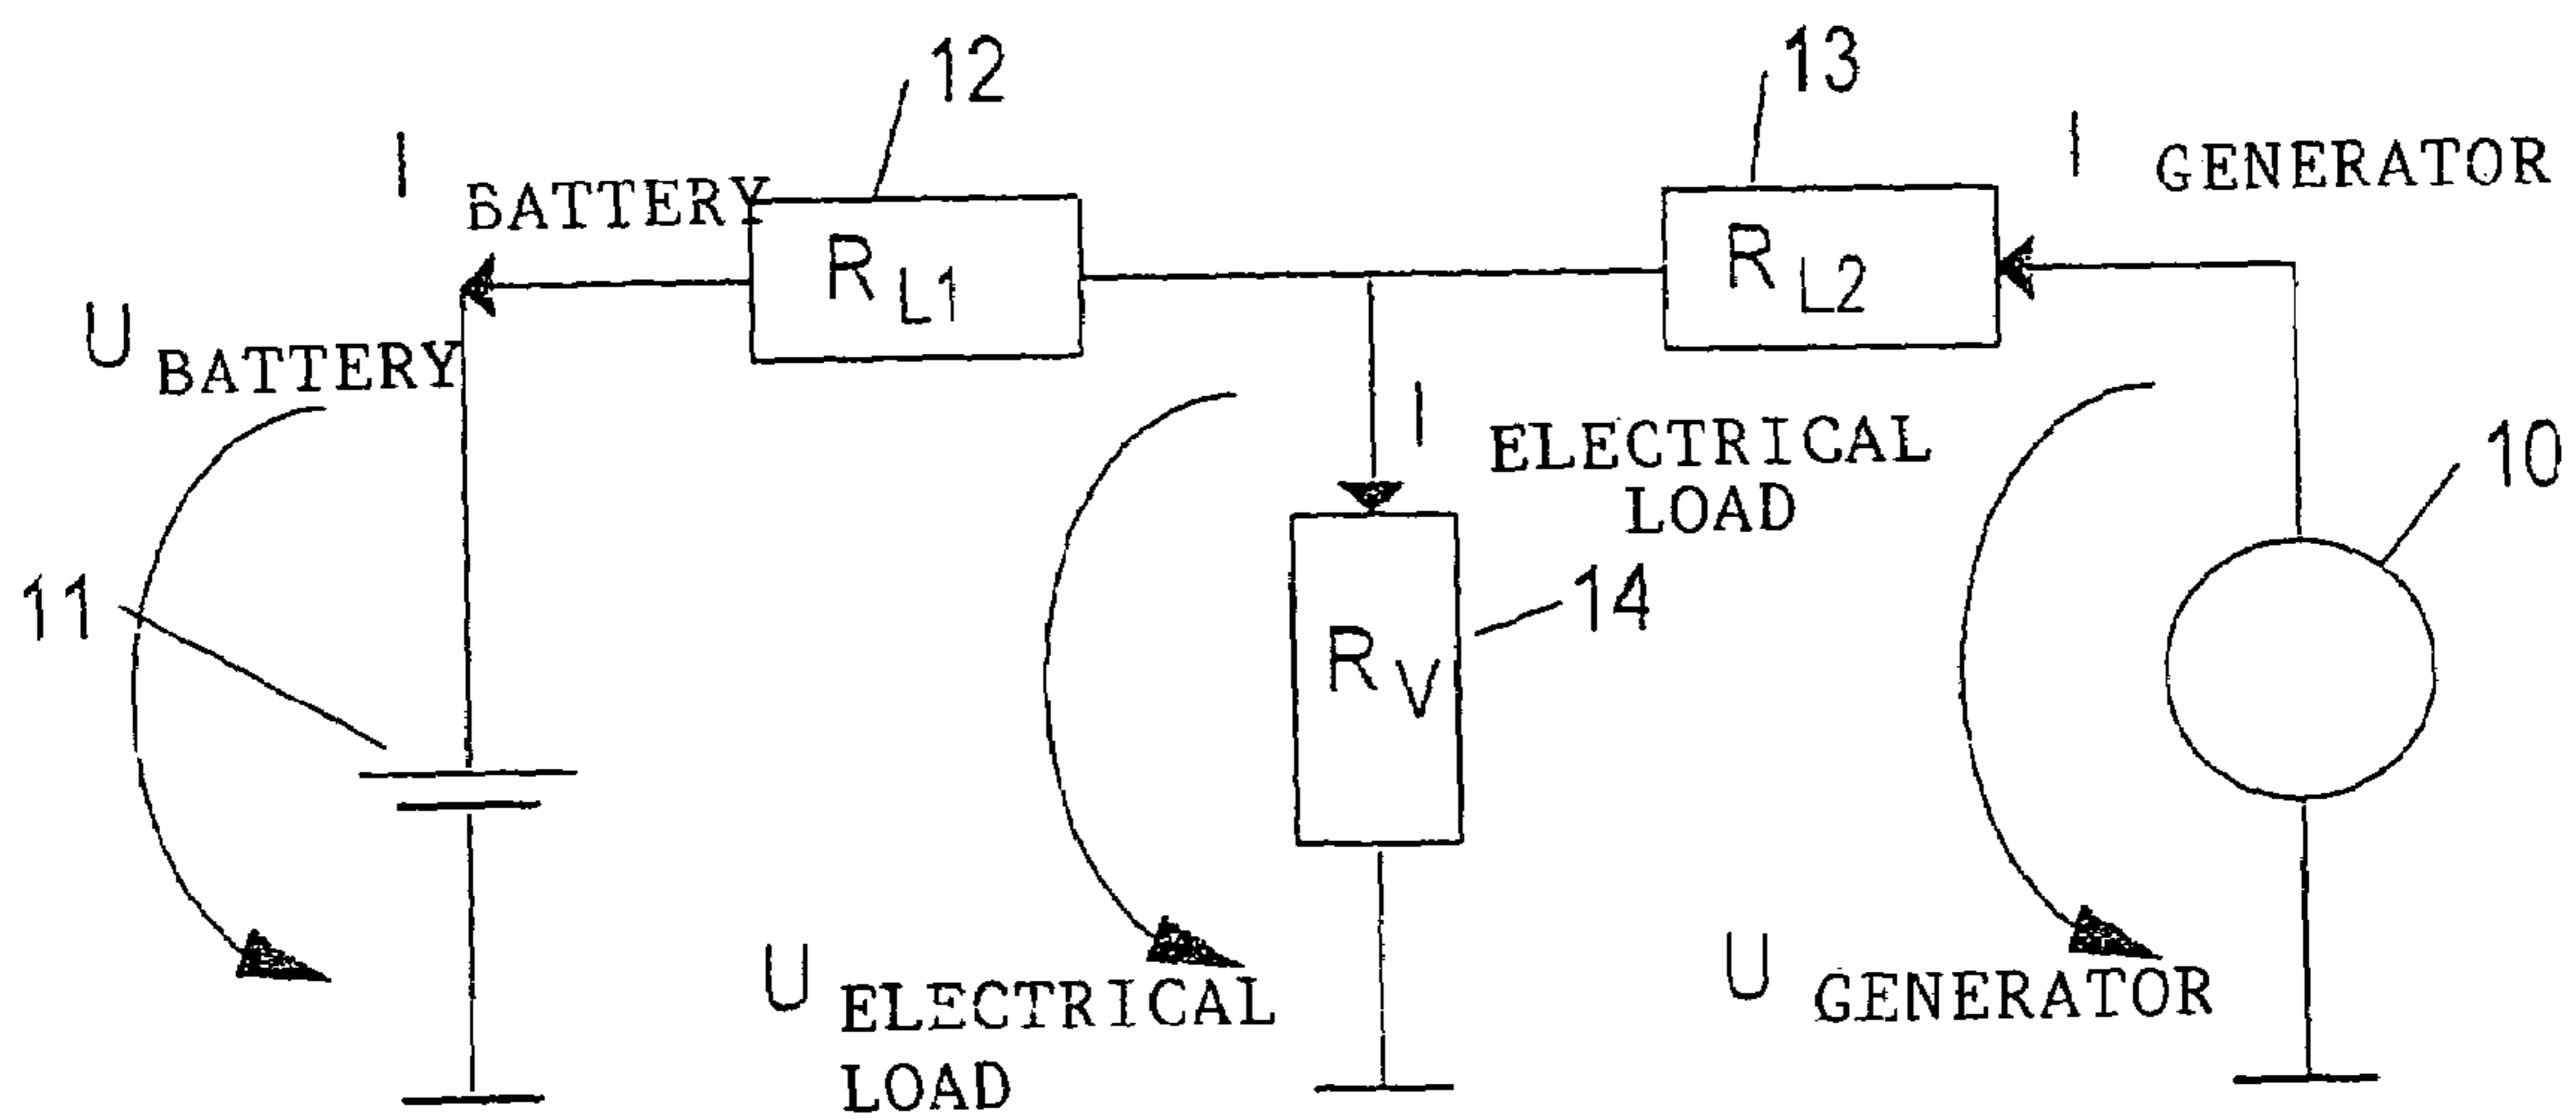 12
13
I BATTERY
I GENERATOR
R L1
R L2
U BATTERY
I ELECTRICAL
LOAD
10
11
14
R V
U ELECTRICAL
LOAD
U GENERATOR